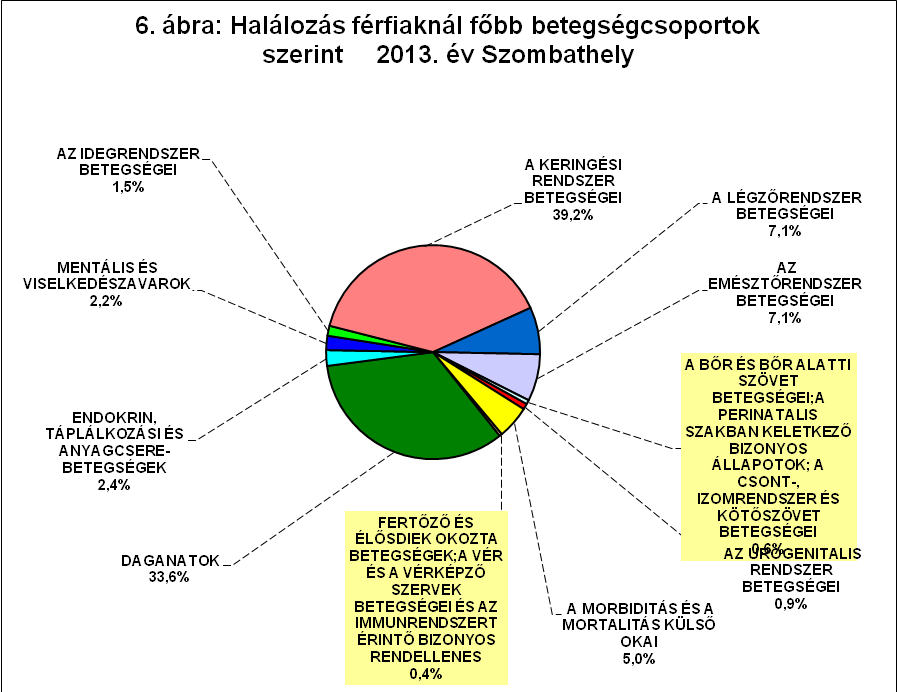 6. ábra: Halálozás férfiaknál főbb betegségcsoportok
szerint 2013. év Szombathely
AZ IDEGRENDSZER
BETEGSÉGEI
1,5%
A KERINGÉSI
RENDSZER
BETEGSÉGEI
39,2%
A LÉGZŐRENDSZER
BETEGSÉGEI
7,1%
MENTÁLIS ÉS
VISELKEDÉSZAVAROK
2,2%
AZ
EMÉSZTŐRENDSZER
BETEGSÉGEI
7,1%
A BŐR ÉS BŐR ALATTI
SZÖVET
BETEGSÉGEI;A
PERINATALIS
SZAKBAN KELETKEZŐ
BIZONYOS
ÁLLAPOTOK; A
CSONT-,
IZOMRENDSZER ÉS
KÖTŐSZÖVET
BETEGSÉGEI
0,6%
ENDOKRIN,
TÁPLÁLKOZÁSI ÉS
ANYAGCSERE-
BETEGSÉGEK
2,4%
DAGANATOK
33,6%
FERTŐZŐ ÉS
ÉLŐSDIEK OKOZTA
BETEGSÉGEK;A VÉR
ÉS A VÉRKÉPZŐ
SZERVEK
BETEGSÉGEI ÉS AZ
IMMUNRENDSZERT
ÉRINTŐ BIZONYOS
RENDELLENES
0,4%
A MORBIDITÁS ÉS A
MORTALITÁS KÜLSŐ
OKAI
5,0%
AZ UROGENITALIS
RENDSZER
BETEGSÉGEI
0,9%